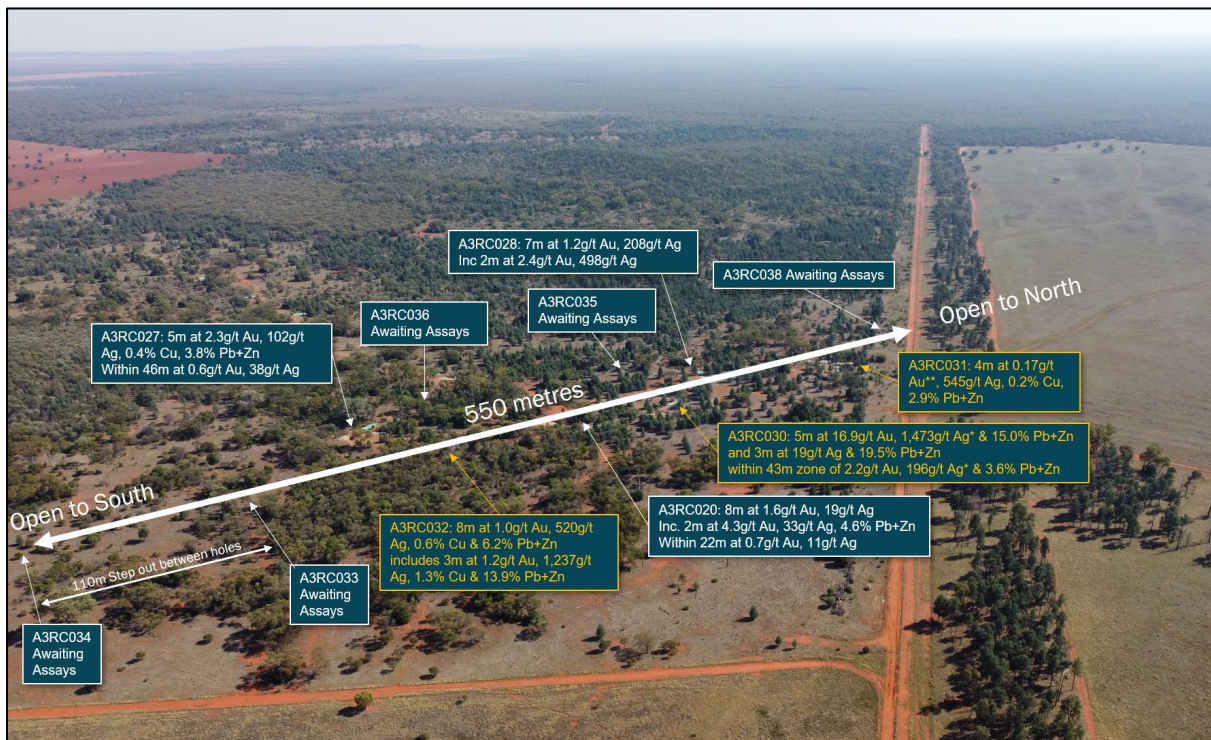 A3RC028: 7m at 1.2g/t Au, 208g/t Ag
Inc 2m at 2.4g/t Au, 498g/t Ag
A3RC038 Awaiting Assays
Open to North
A3RC035
Awaiting Assays
A3RC036
Awaiting
Assays
A3RC027: 5m at 2.3g/t Au, 102g/t
Ag, 0.4% Cu, 3.8% Pb+Zn
Within 46m at 0.6g/t Au, 38g/t Ag
550 metres
A3RC031: 4m at 0.17g/t
Au**, 545g/t Ag, 0.2% Cu,
2.9% Pb+Zn
A3RC030: 5m at 16.9g/t Au, 1,473g/t Ag* & 15.0% Pb+Zn
and 3m at 19g/t Ag & 19.5% Pb+Zn
within 43m zone of 2.2g/t Au, 196g/t Ag* & 3.6% Pb+Zn
Open to South
A3RC020: 8m at 1.6g/t Au, 19g/t Ag
Inc. 2m at 4.3g/t Au, 33g/t Ag, 4.6% Pb+Zn
Within 22m at 0.7g/t Au, 11g/t Ag
A3RC032: 8m at 1.0g/t Au, 520g/t
Ag, 0.6% Cu & 6.2% Pb+Zn
includes 3m at 1.2g/t Au, 1,237g/t
Ag, 1.3% Cu & 13.9% Pb+Zn
110m Step out between holes
A3RC033
Awaiting
Assays
A3RC034
Awaiting
Assays